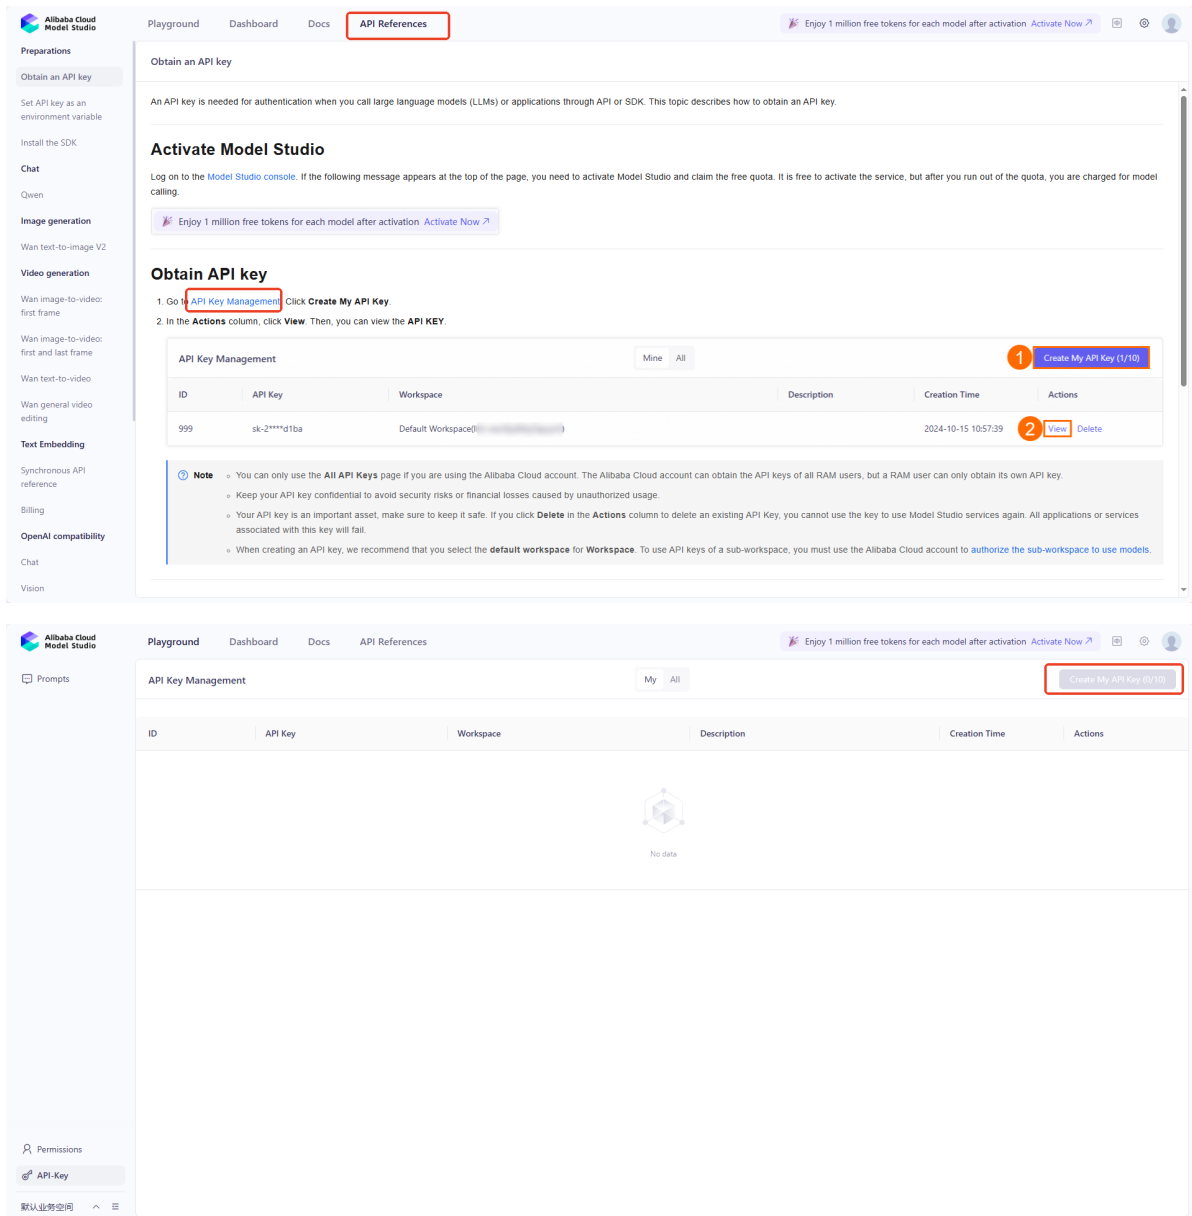 Alibaba Cloud
Model Studio
Playground Dashboard Docs API References
Enjoy 1 million free tokens for each model after activation Activate Now
Preparations
Obtain an API key
Set API key as an
environment variable
Install the SDK
Chat
Qwen
Image generation
Wan text-to-image V2
Video generation
Wan image-to-video:
first frame
Wan image-to-video:
first and last frame
Wan text-to-video
Wan general video
editing
Text Embedding
Synchronous API
reference
Billing
OpenAI compatibility
Chat
Vision
Obtain an API key
An API key is needed for authentication when you call large language models (LLMs) or applications through API or SDK. This topic describes how to obtain an API key.
Activate Model Studio
Log on to the Model Studio console. If the following message appears at the top of the page, you need to activate Model Studio and claim the free quota. It is free to activate the service, but after you run out of the quota, you are charged for model
calling.
Enjoy 1 million free tokens for each model after activation Activate Now
Obtain API key
1. Go to API Key Management. Click Create My API Key.
2. In the Actions column, click View. Then, you can view the API KEY.
API Key Management Mine All 1 Create My API Key (1/10)
ID API Key Workspace Description Creation Time Actions
999 sk-2****d1ba Default Workspace( 2024-10-15 10:57:39 2 View Delete
Note
You can only use the All API Keys page if you are using the Alibaba Cloud account. The Alibaba Cloud account can obtain the API keys of all RAM users, but a RAM user can only obtain its own API key.
Keep your API key confidential to avoid security risks or financial losses caused by unauthorized usage.
Your API key is an important asset, make sure to keep it safe. If you click Delete in the Actions column to delete an existing API Key, you cannot use the key to use Model Studio services again. All applications or services
associated with this key will fail.
When creating an API key, we recommend that you select the default workspace for Workspace. To use API keys of a sub-workspace, you must use the Alibaba Cloud account to authorize the sub-workspace to use models.
Alibaba Cloud
Model Studio
Playground Dashboard Docs API References
Enjoy 1 million free tokens for each model after activation Activate Now
Prompts
API Key Management My All Create My API Key (0/10)
ID API Key Workspace Description Creation Time Actions
No data
Permissions
API-Key
默认业务空间